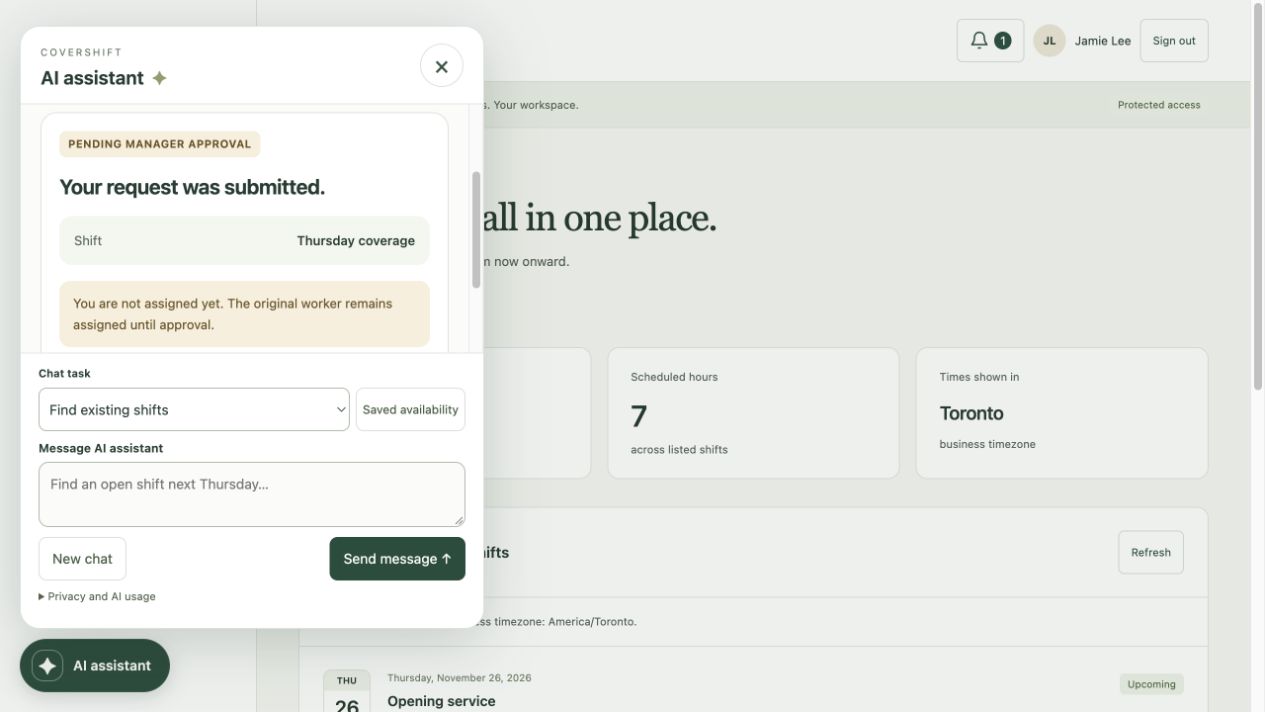 COVERSHIFT
AI assistant
PENDING MANAGER APPROVAL
Your request was submitted.
Shift
Thursday coverage
You are not assigned yet. The original worker remains
assigned until approval.
Chat task
Find existing shifts
Saved availability
Message AI assistant
Find an open shift next Thursday...
New chat
Send message ↑
Privacy and AI usage
AI assistant
1
JL
Jamie Lee
Sign out
Your workspace.
Protected access
all in one place.
now onward.
Scheduled hours
7
across listed shifts
Times shown in
Toronto
business timezone
Refresh
timezone: America/Toronto.
THU
26
Thursday, November 26, 2026
Opening service
Upcoming